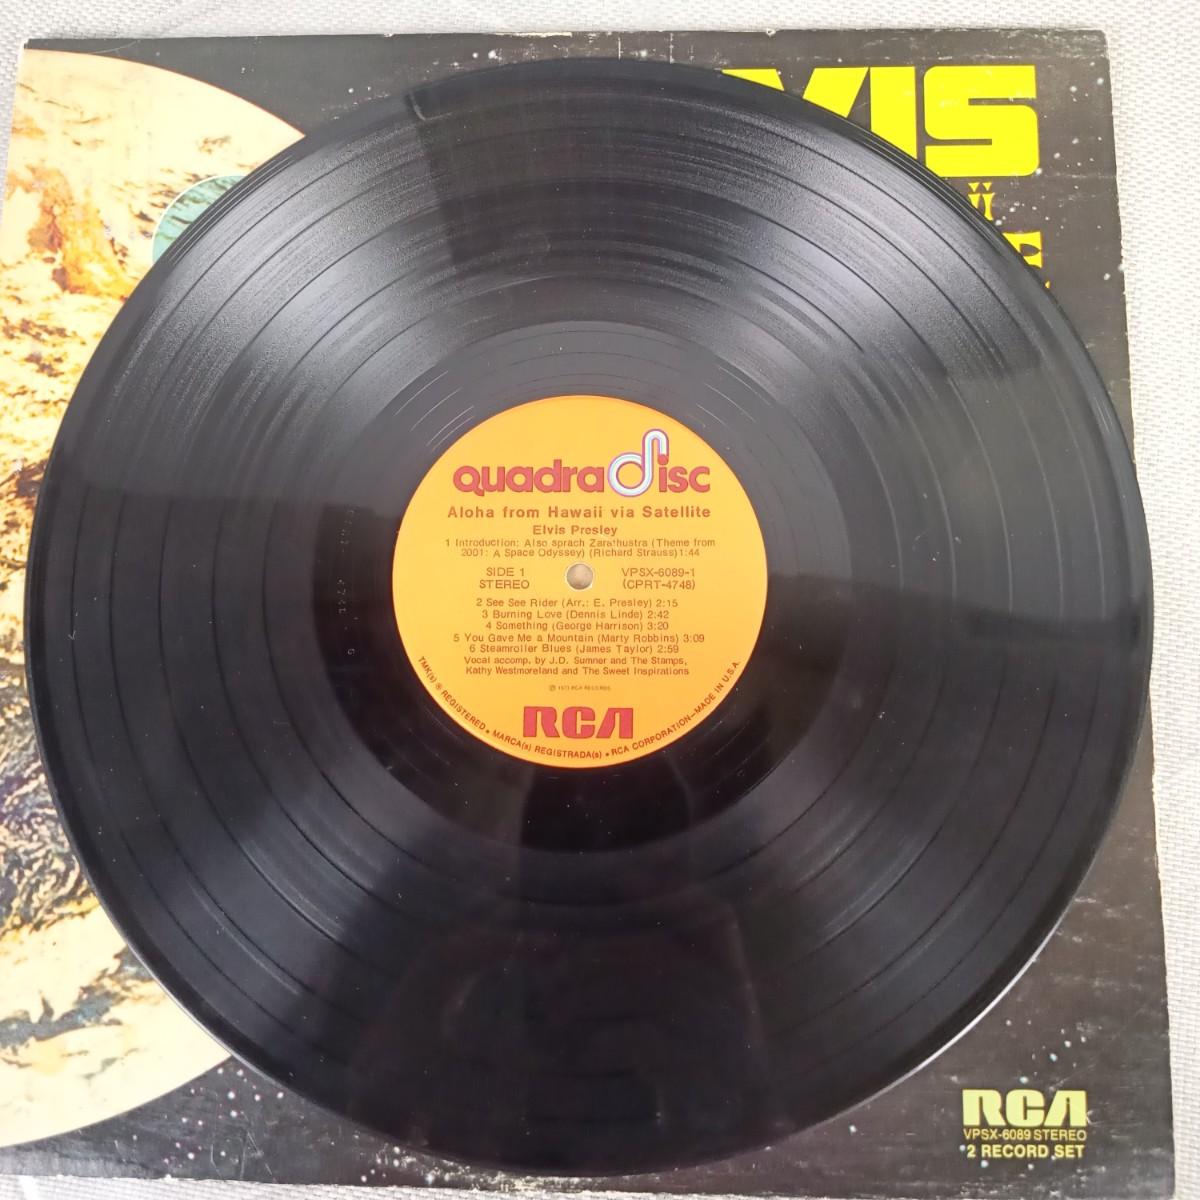 VIS
quadradisc
Aloha from Hawaii via Satellite
Elvis Presley
1 Introduction: Also sprach Zarathustra (Theme from
2001: A Space Odyssey) (Richard Strauss) 1:44
SIDE 1
STEREO
VPSX-6089-1
(CPRT-4748)
2 See See Rider (Arr.: E. Presley) 2:15
3 Burning Love (Dennis Linde) 2:42
4 Something (George Harrison) 3:20
5 You Gave Me a Mountain (Marty Robbins) 3:09
6 Steamroller Blues (James Taylor) 2:59
Vocal accomp. by J.D. Sumner and The Stamps,
Kathy Westmoreland and The Sweet Inspirations
℗ 1973 RCA RECORDS
RCA
TMK(s) ® REGISTERED • MARCA(s) REGISTRADA(s) • RCA CORPORATION—MADE IN U.S.A.
RCA
VPSX-6089 STEREO
2 RECORD SET